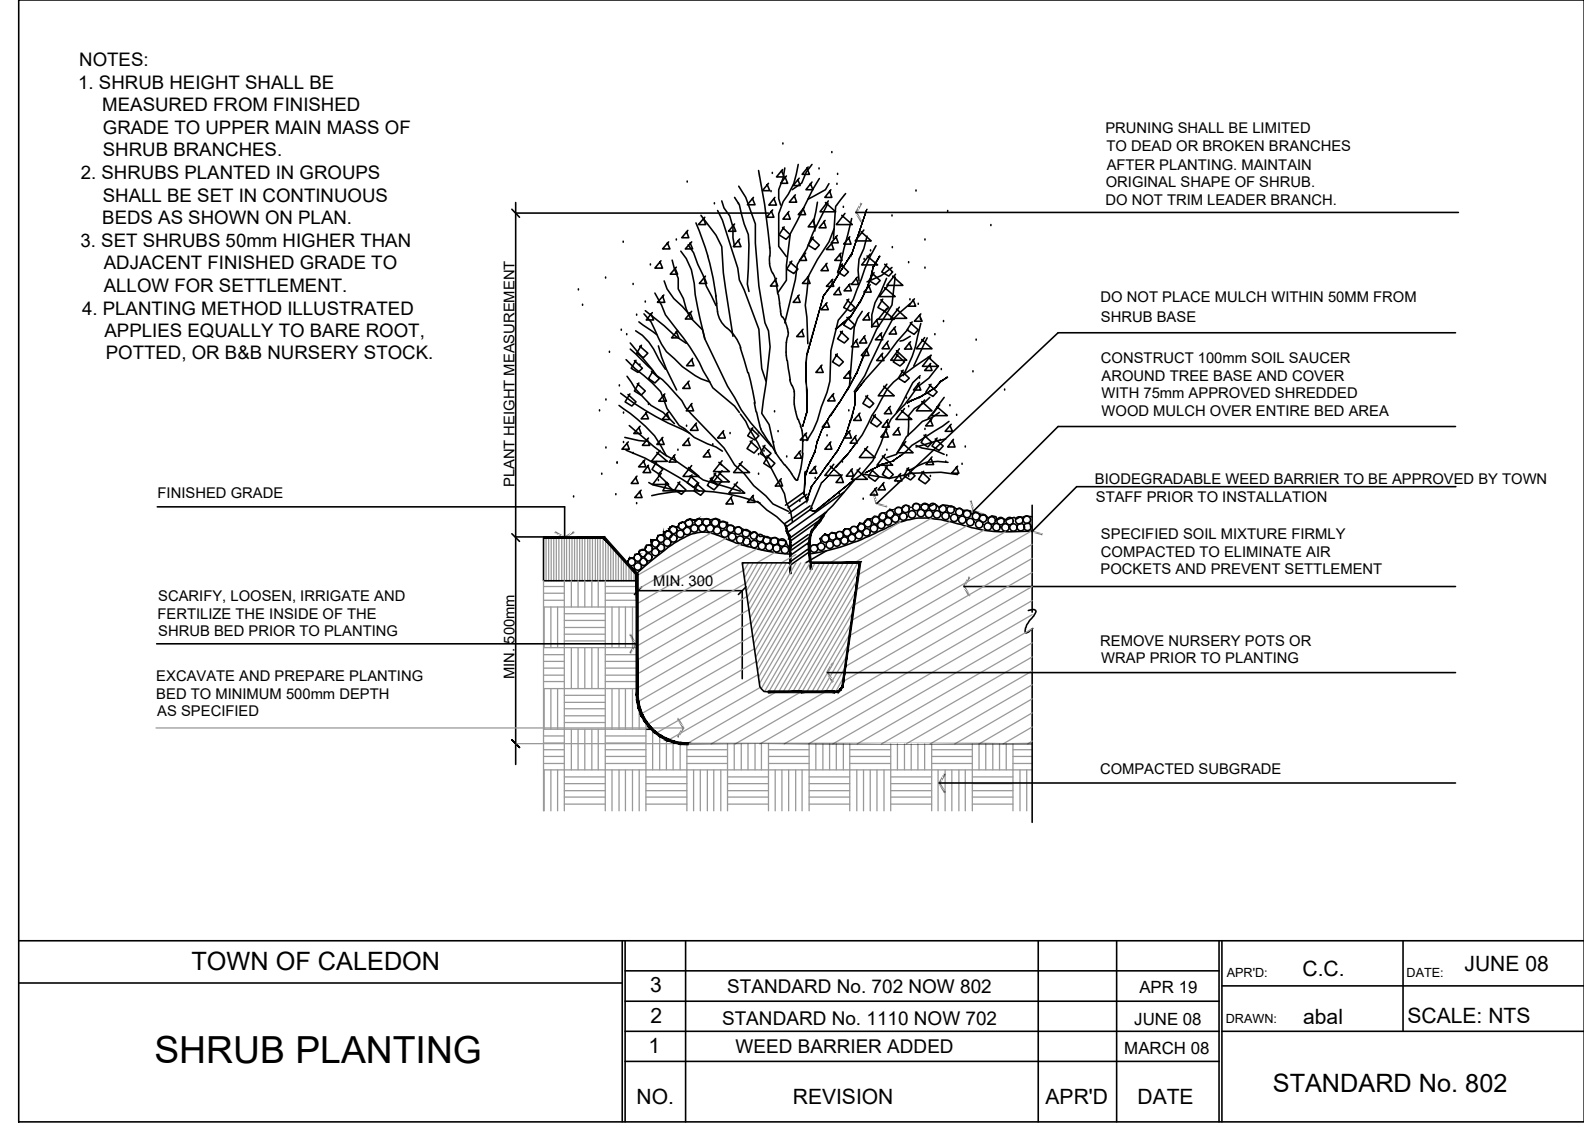 NOTES:
1. SHRUB HEIGHT SHALL BE
MEASURED FROM FINISHED
GRADE TO UPPER MAIN MASS OF
SHRUB BRANCHES.
2. SHRUBS PLANTED IN GROUPS
SHALL BE SET IN CONTINUOUS
BEDS AS SHOWN ON PLAN.
3. SET SHRUBS 50mm HIGHER THAN
ADJACENT FINISHED GRADE TO
ALLOW FOR SETTLEMENT.
4. PLANTING METHOD ILLUSTRATED
APPLIES EQUALLY TO BARE ROOT,
POTTED, OR B&B NURSERY STOCK.
PRUNING SHALL BE LIMITED
TO DEAD OR BROKEN BRANCHES
AFTER PLANTING. MAINTAIN
ORIGINAL SHAPE OF SHRUB.
DO NOT TRIM LEADER BRANCH.
DO NOT PLACE MULCH WITHIN 50MM FROM
SHRUB BASE
CONSTRUCT 100mm SOIL SAUCER
AROUND TREE BASE AND COVER
WITH 75mm APPROVED SHREDDED
WOOD MULCH OVER ENTIRE BED AREA
BIODEGRADABLE WEED BARRIER TO BE APPROVED BY TOWN
STAFF PRIOR TO INSTALLATION
SPECIFIED SOIL MIXTURE FIRMLY
COMPACTED TO ELIMINATE AIR
POCKETS AND PREVENT SETTLEMENT
REMOVE NURSERY POTS OR
WRAP PRIOR TO PLANTING
COMPACTED SUBGRADE
PLANT HEIGHT MEASUREMENT
MIN. 500mm
MIN. 300
FINISHED GRADE
SCARIFY, LOOSEN, IRRIGATE AND
FERTILIZE THE INSIDE OF THE
SHRUB BED PRIOR TO PLANTING
EXCAVATE AND PREPARE PLANTING
BED TO MINIMUM 500mm DEPTH
AS SPECIFIED
TOWN OF CALEDON
SHRUB PLANTING
3 STANDARD No. 702 NOW 802 APR 19
2 STANDARD No. 1110 NOW 702 JUNE 08
1 WEED BARRIER ADDED MARCH 08
NO. REVISION APR'D DATE
APR'D: C.C. DATE: JUNE 08
DRAWN: abal SCALE: NTS
STANDARD No. 802